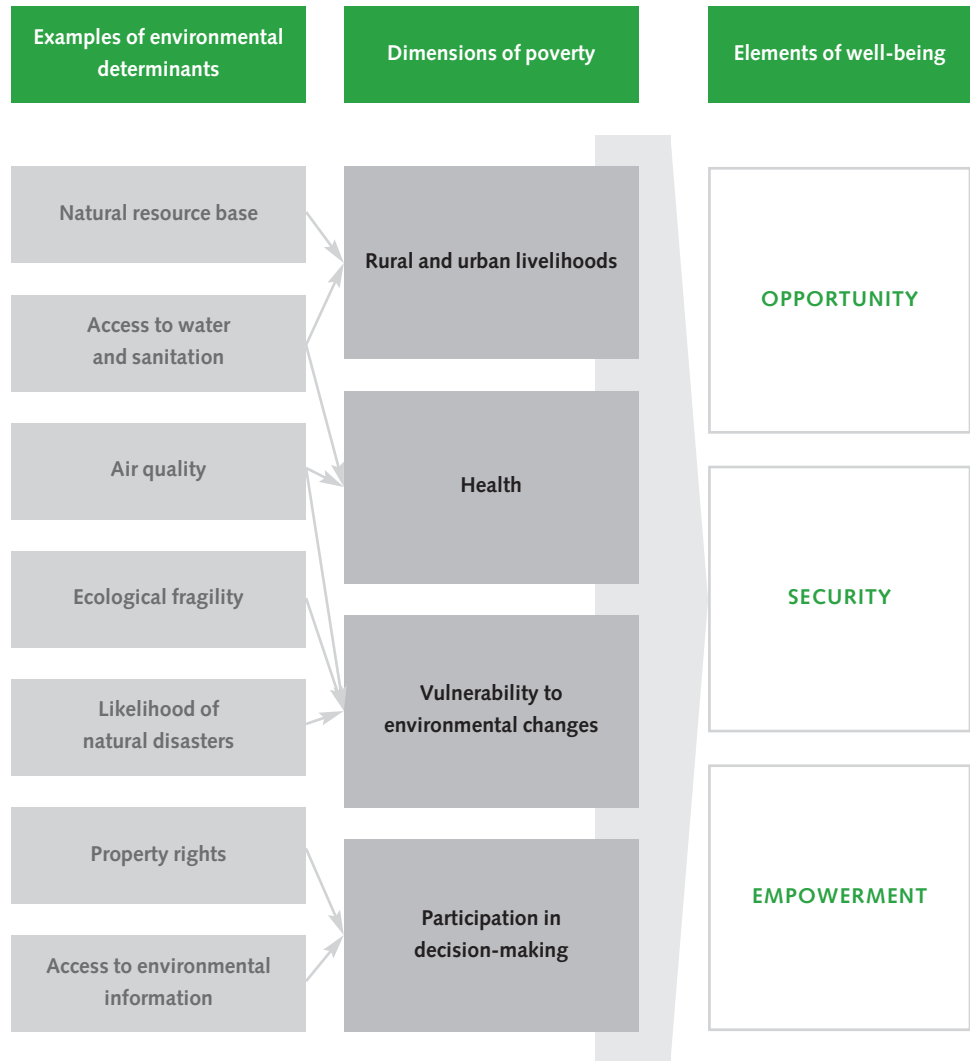 Examples of environmental
determinants
Dimensions of poverty
Elements of well-being
Natural resource base
Access to water
and sanitation
Air quality
Ecological fragility
Likelihood of
natural disasters
Property rights
Access to environmental
information
Rural and urban livelihoods
Health
Vulnerability to
environmental changes
Participation in
decision-making
OPPORTUNITY
SECURITY
EMPOWERMENT